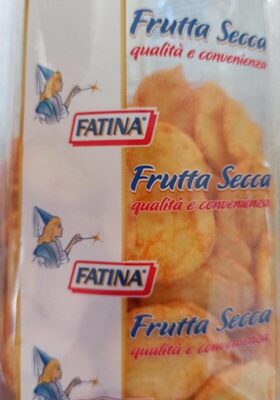 Frutta Secca
qualità e convenienza
FATINA®
Frutta Secca
qualità e convenienza
FATINA®
Frutta Secca
qualità e convenienza